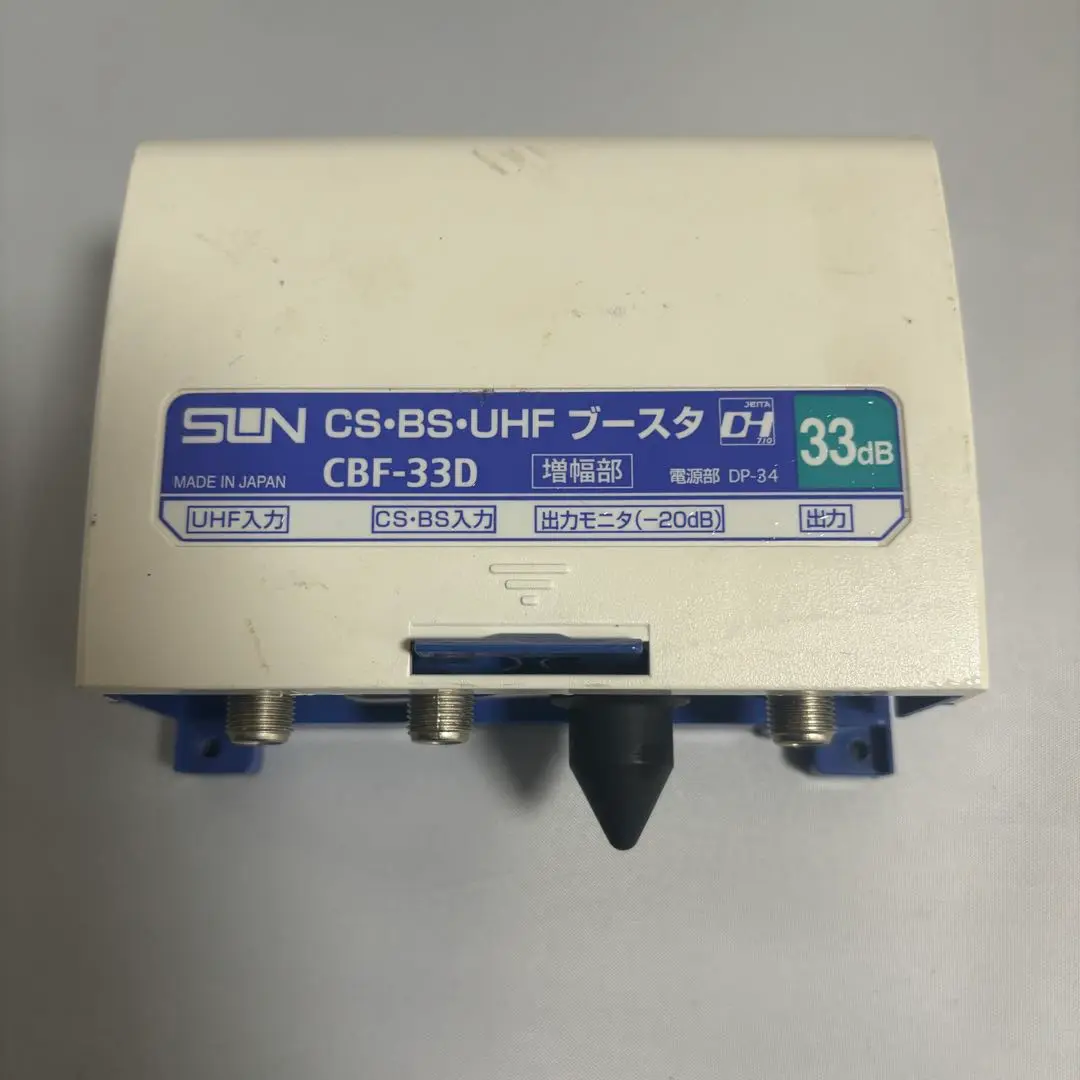 SUN CS・BS・UHF ブースタ JEITA DH 710 33dB
MADE IN JAPAN CBF-33D 増幅部 電源部 DP-34
UHF入力 CS・BS入力 出力モニタ(-20dB) 出力